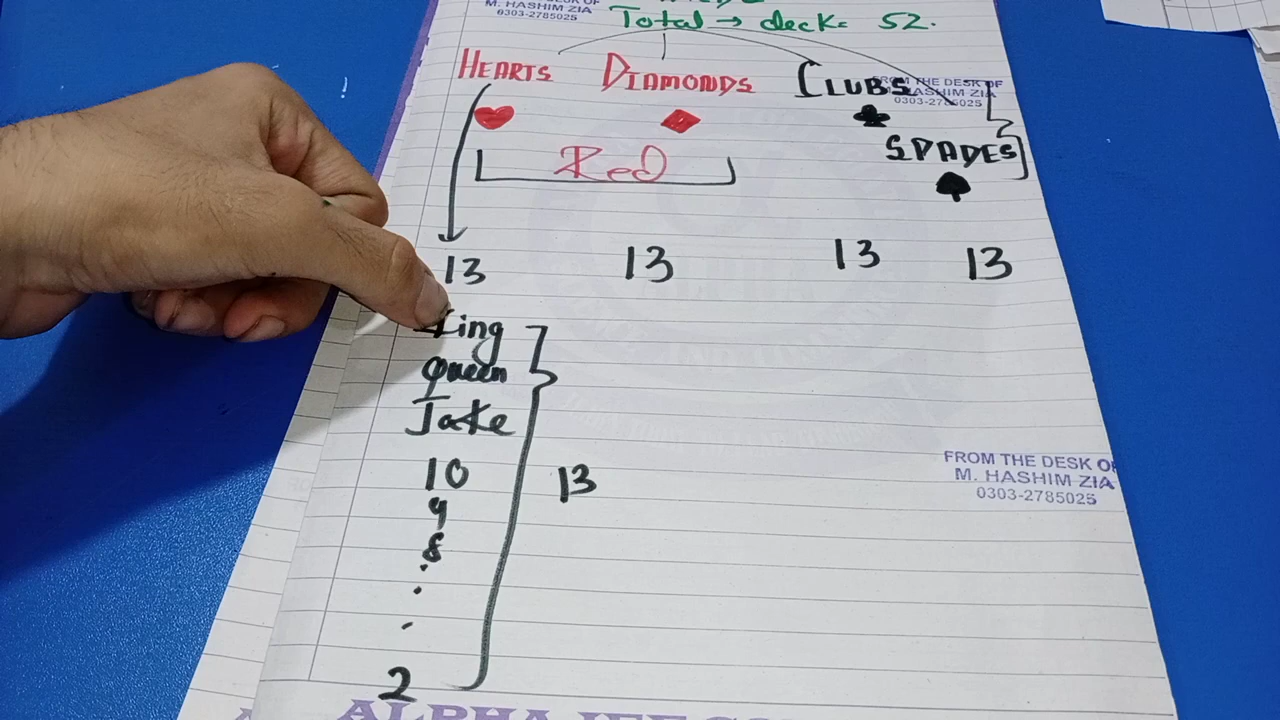 M. HASHIM ZIA
0303-2785025
Total → deck= 52.
HEARTS DIAMONDS CLUBS
FROM THE DESK OF
M. HASHIM ZIA
0303-2785025
SPADES
Red
13 13 13 13
King
Queen
Jake
10
9
8
.
.
.
2
13
FROM THE DESK OF
M. HASHIM ZIA
0303-2785025